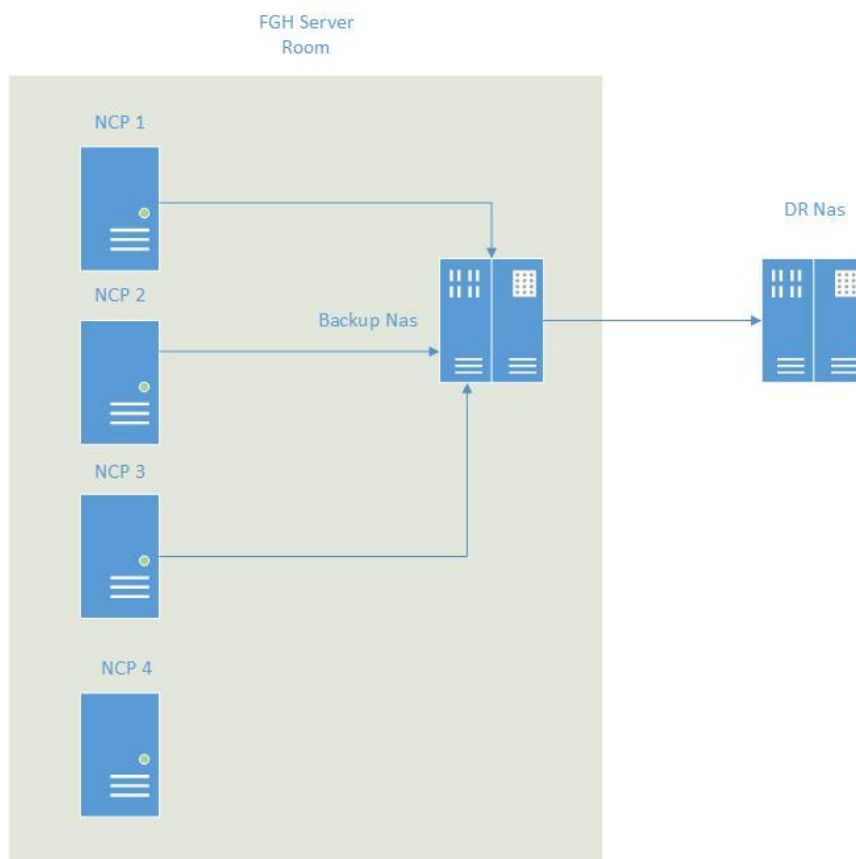 FGH Server
Room
NCP 1
DR Nas
NCP 2
Backup Nas
NCP 3
NCP 4